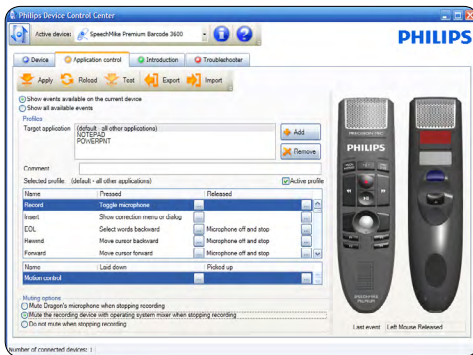 Philips Device Control Center
Active device: SpeechMike Premium Barcode 3600
PHILIPS
Device Application control Introduction Troubleshooter
Apply Reload Test Export Import
Show events available on the current device
Show all available events
Profiles
Target application (default - all other applications)
NOTEPAD
POWERPNT
Add
Remove
Comment
Selected profile: (default - all other applications) Active profile
Name Pressed Released
Record Toggle microphone ... ...
Insert Show correction menu or dialog ... ...
EOL Select words backward ... Microphone off and stop ...
Rewind Move cursor backward ... Microphone off and stop ...
Forward Move cursor forward ... Microphone off and stop ...
Name Laid down Picked up
Motion control ... ...
Muting options
Mute Dragon's microphone when stopping recording
Mute the recording device with operating system mixer when stopping recording
Do not mute when stopping recording
PHILIPS
SPEECHMIKE
PREMIUM
Last event Left Mouse Released
Number of connected devices: 1